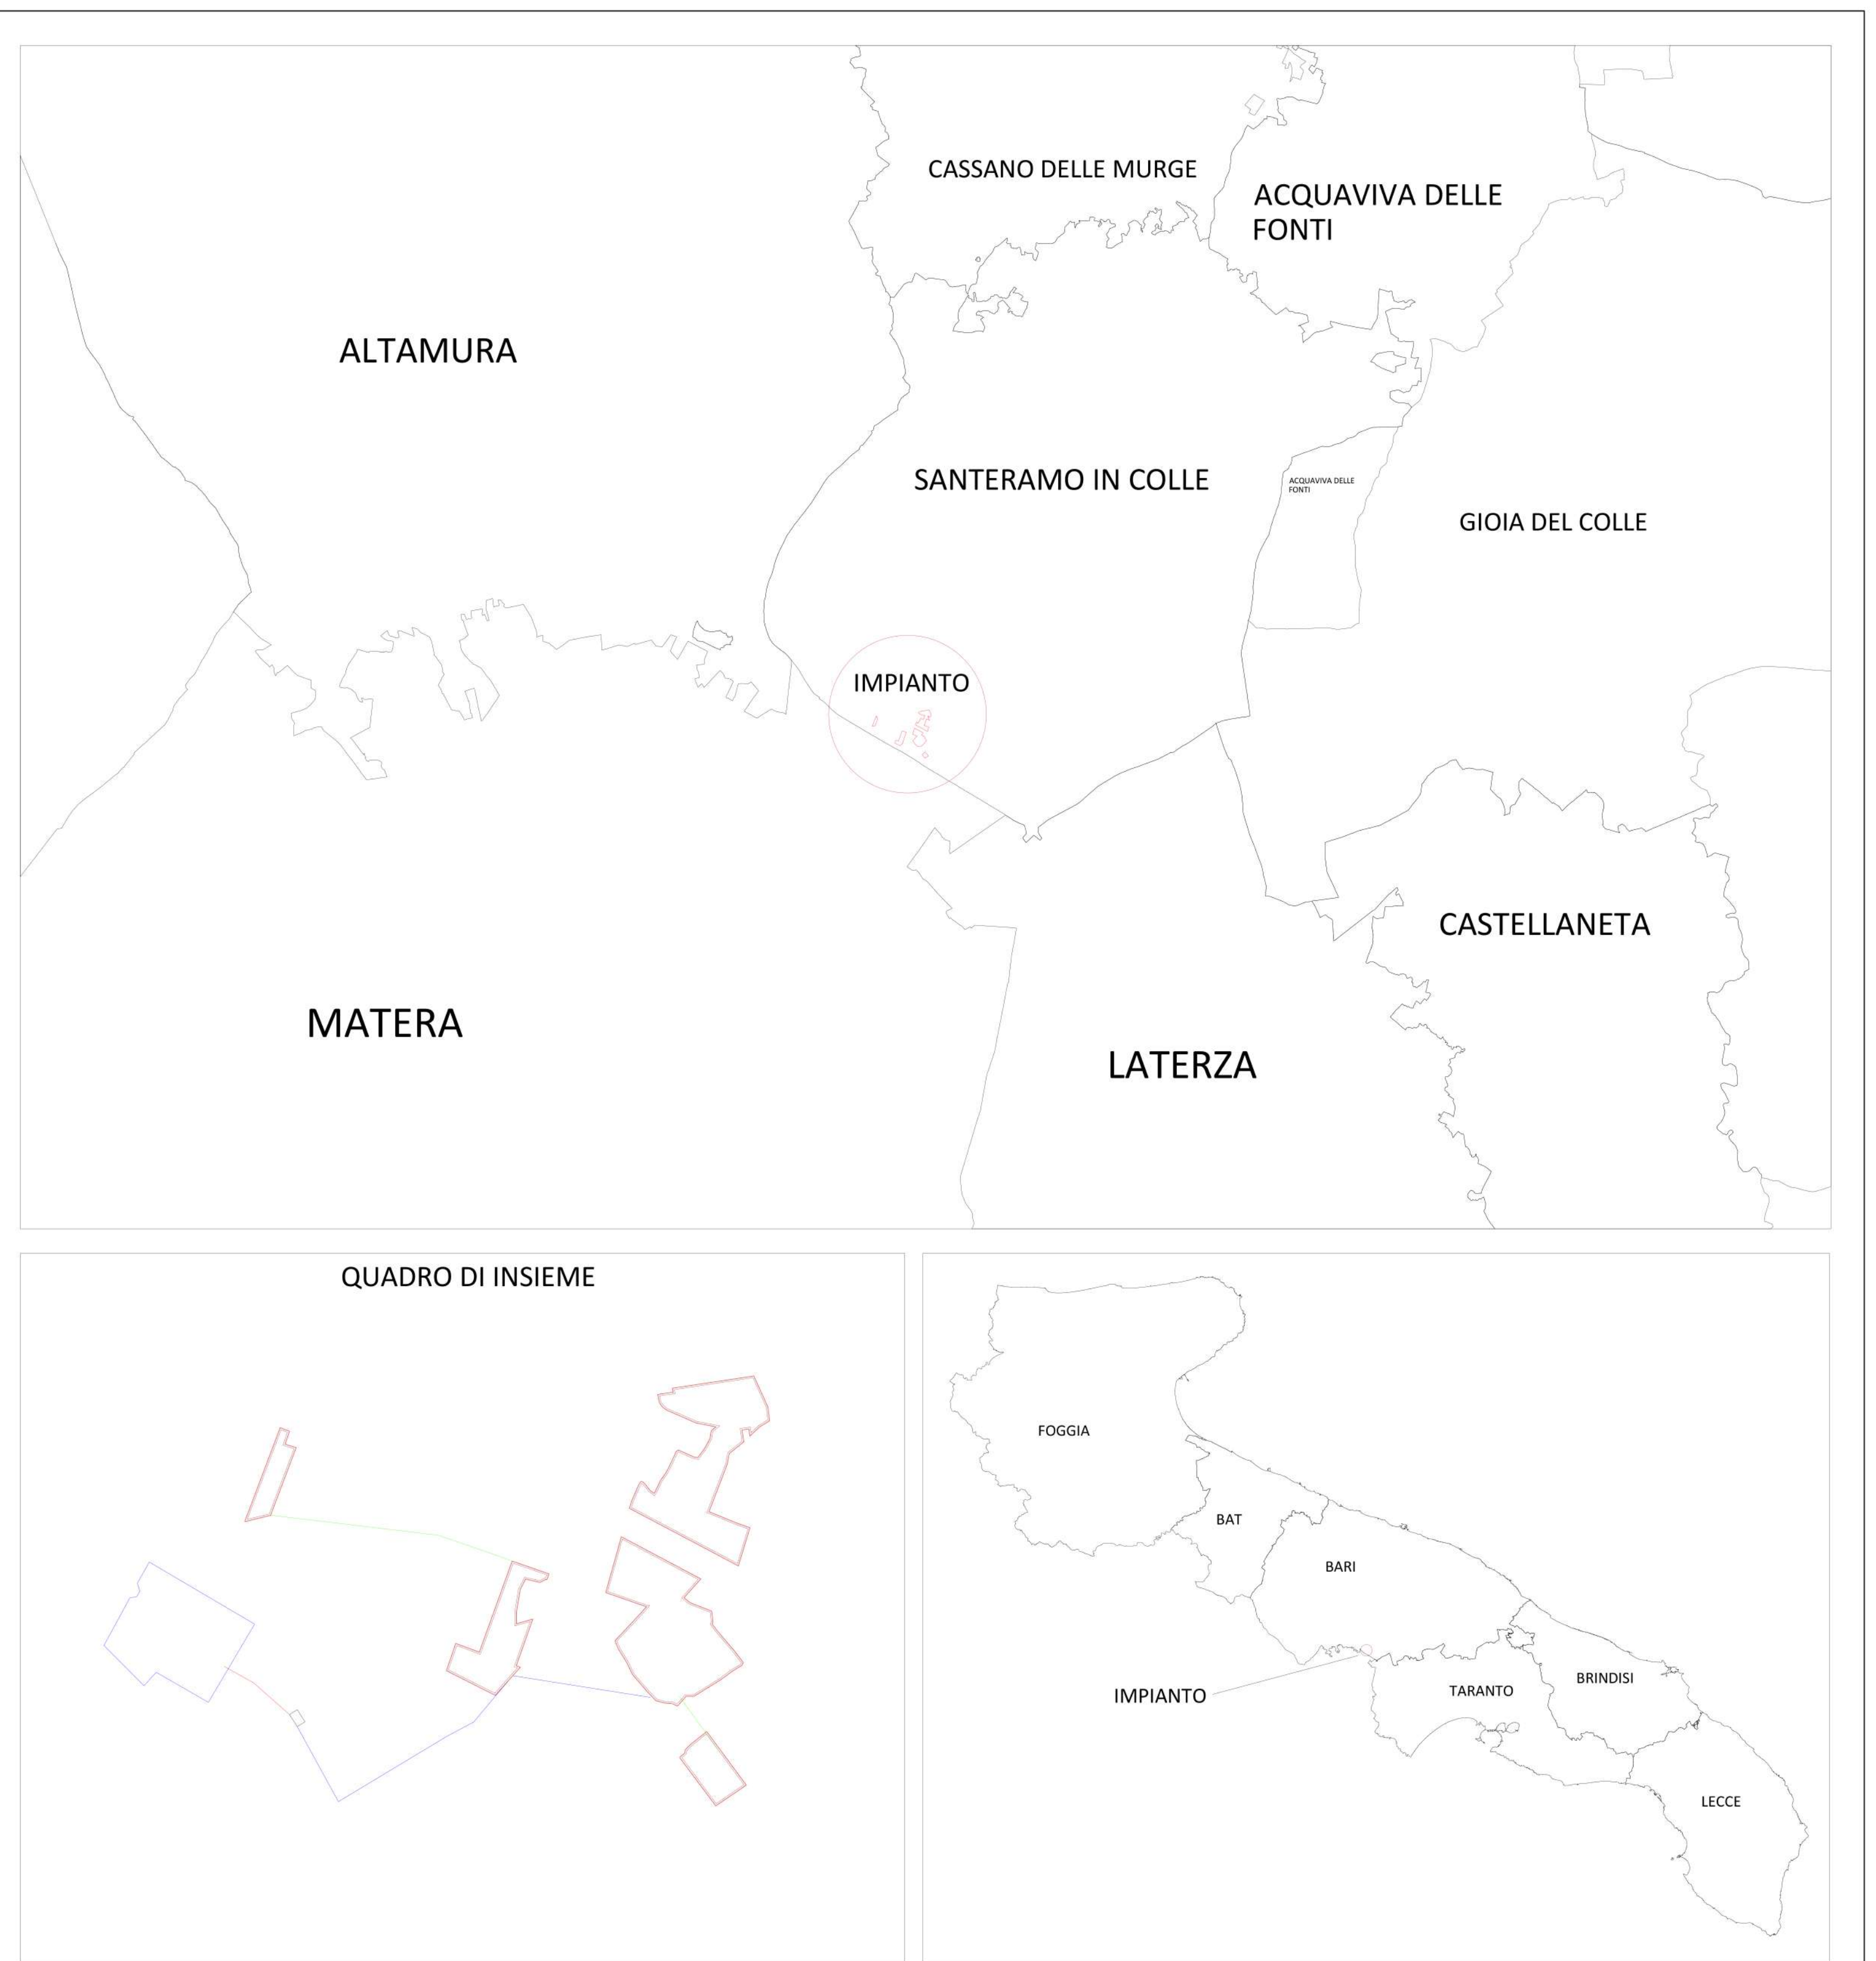 CASSANO DELLE MURGE
ACQUAVIVA DELLE
FONTI
ALTAMURA
SANTERAMO IN COLLE
ACQUAVIVA DELLE
FONTI
GIOIA DEL COLLE
IMPIANTO
CASTELLANETA
MATERA
LATERZA
QUADRO DI INSIEME
FOGGIA
BAT
BARI
BRINDISI
TARANTO
IMPIANTO
LECCE